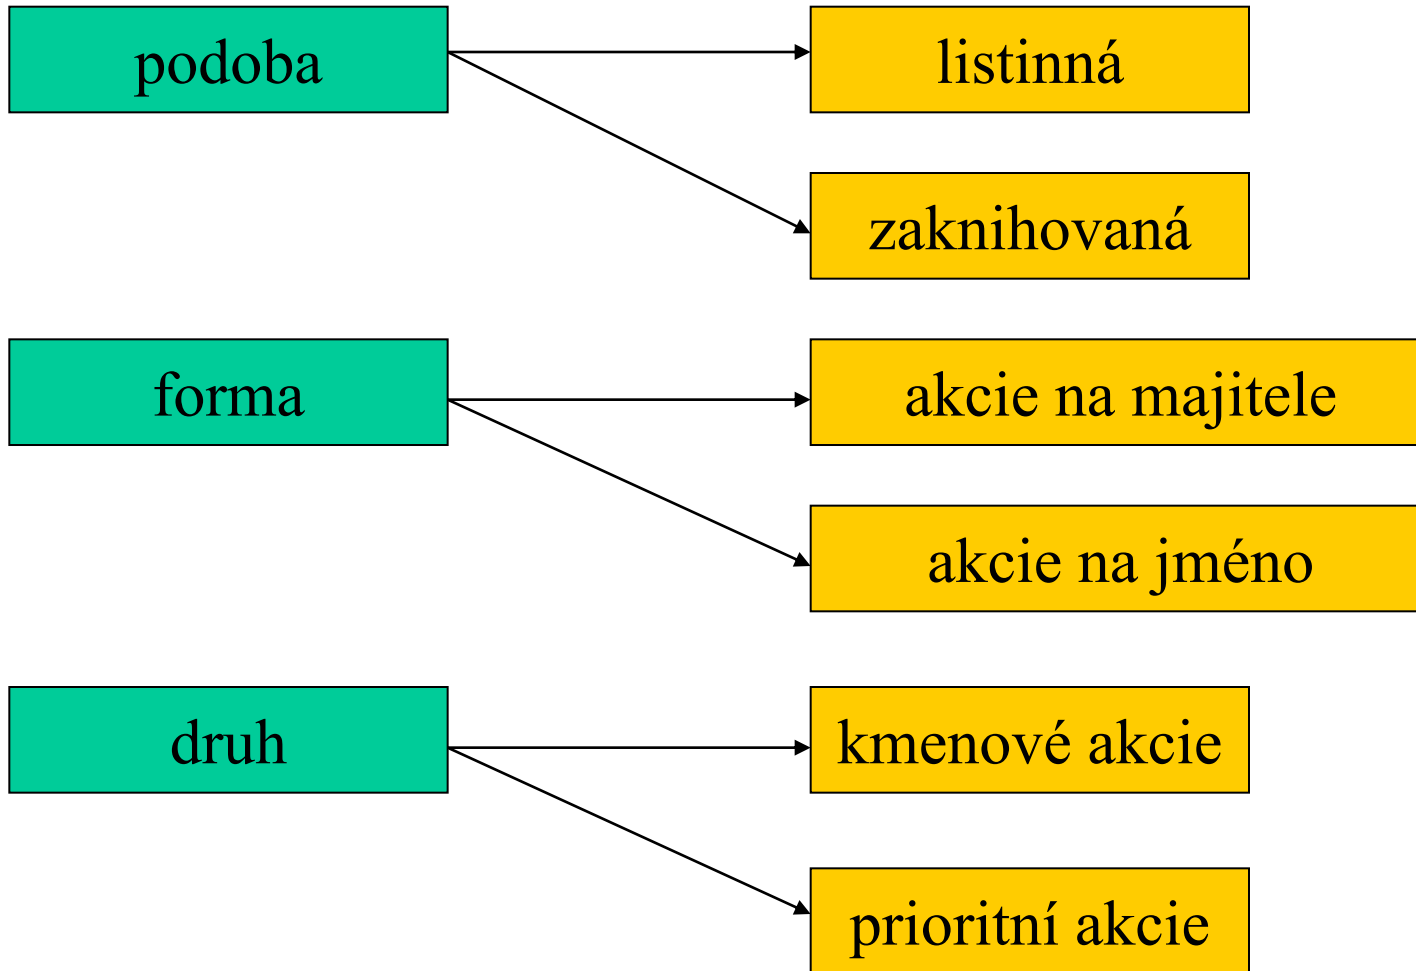 podoba
listinná
zaknihovaná
forma
akcie na majitele
akcie na jméno
druh
kmenové akcie
prioritní akcie